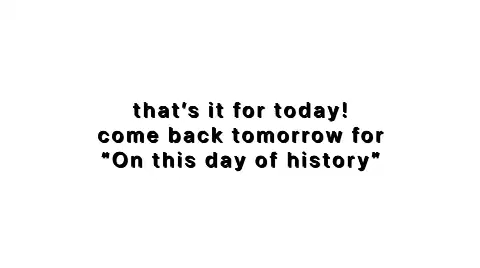 that's it for today!
come back tomorrow for
"On this day of history"